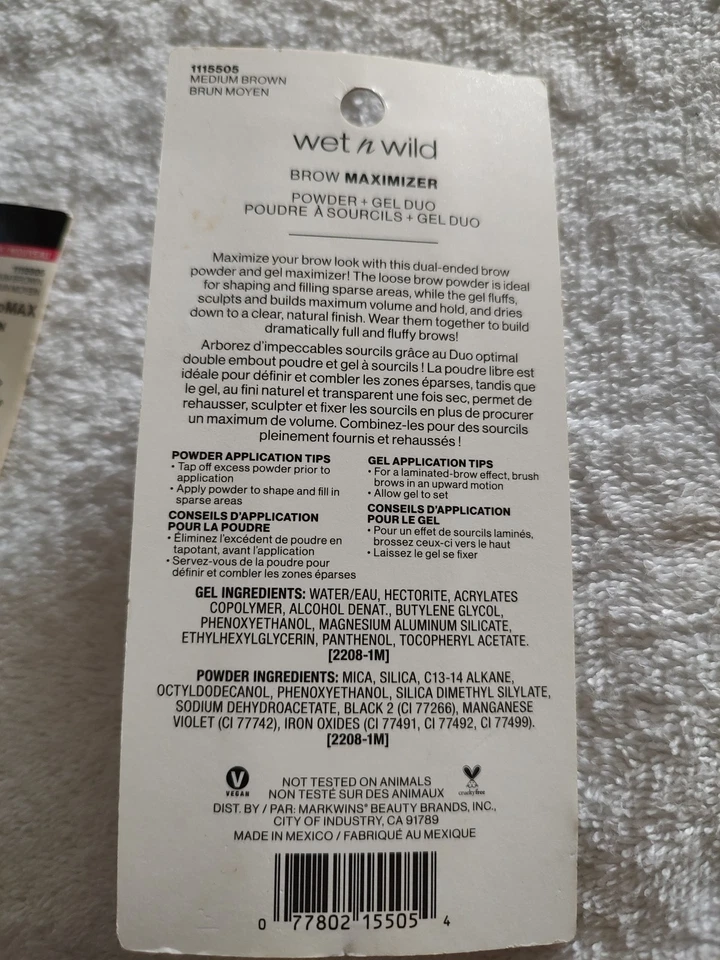 1115505
MEDIUM BROWN
BRUN MOYEN
wet n wild
BROW MAXIMIZER
POWDER + GEL DUO
POUDRE À SOURCILS + GEL DUO
Maximize your brow look with this dual-ended brow
powder and gel maximizer! The loose brow powder is ideal
for shaping and filling sparse areas, while the gel fluffs,
sculpts and builds maximum volume and hold, and dries
down to a clear, natural finish. Wear them together to build
dramatically full and fluffy brows!
Arborez d'impeccables sourcils grâce au Duo optimal
double embout poudre et gel à sourcils ! La poudre libre est
idéale pour définir et combler les zones éparses, tandis que
le gel, au fini naturel et transparent une fois sec, permet de
rehausser, sculpter et fixer les sourcils en plus de procurer
un maximum de volume. Combinez-les pour des sourcils
pleinement fournis et rehaussés !
POWDER APPLICATION TIPS
• Tap off excess powder prior to
application
• Apply powder to shape and fill in
sparse areas
CONSEILS D'APPLICATION
POUR LA POUDRE
• Éliminez l'excédent de poudre en
tapotant, avant l'application
• Servez-vous de la poudre pour
définir et combler les zones éparses
GEL APPLICATION TIPS
• For a laminated-brow effect, brush
brows in an upward motion
• Allow gel to set
CONSEILS D'APPLICATION
POUR LE GEL
• Pour un effet de sourcils laminés,
brossez ceux-ci vers le haut
• Laissez le gel se fixer
GEL INGREDIENTS: WATER/EAU, HECTORITE, ACRYLATES
COPOLYMER, ALCOHOL DENAT., BUTYLENE GLYCOL,
PHENOXYETHANOL, MAGNESIUM ALUMINUM SILICATE,
ETHYLHEXYLGLYCERIN, PANTHENOL, TOCOPHERYL ACETATE.
[2208-1M]
POWDER INGREDIENTS: MICA, SILICA, C13-14 ALKANE,
OCTYLDODECANOL, PHENOXYETHANOL, SILICA DIMETHYL SILYLATE,
SODIUM DEHYDROACETATE, BLACK 2 (CI 77266), MANGANESE
VIOLET (CI 77742), IRON OXIDES (CI 77491, CI 77492, CI 77499).
[2208-1M]
V
VEGAN
NOT TESTED ON ANIMALS
NON TESTÉ SUR DES ANIMAUX
crueltyfree
DIST. BY / PAR: MARKWINS® BEAUTY BRANDS, INC.,
CITY OF INDUSTRY, CA 91789
MADE IN MEXICO / FABRIQUÉ AU MEXIQUE
0 77802 15505 4
MAX